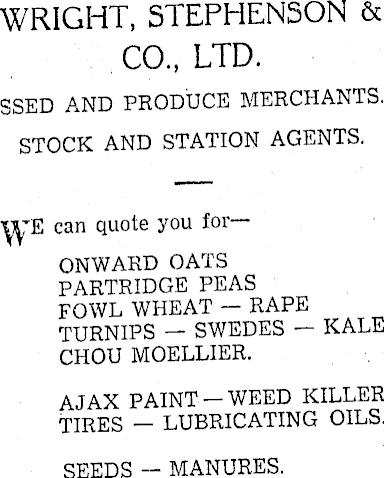 WRIGHT, STEPHENSON &
CO., LTD.
SSED AND PRODUCE MERCHANTS.
STOCK AND STATION AGENTS.
WE can quote you for—
ONWARD OATS
PARTRIDGE PEAS
FOWL WHEAT — RAPE
TURNIPS — SWEDES — KALE
CHOU MOELLIER.
AJAX PAINT — WEED KILLER
TIRES — LUBRICATING OILS.
SEEDS — MANURES.